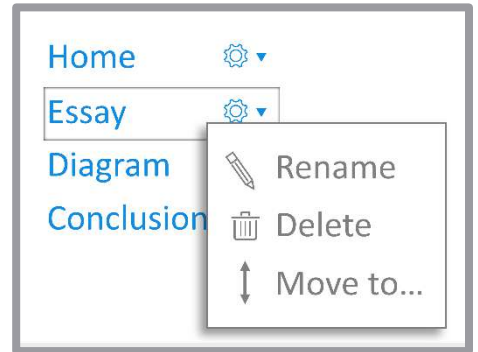 Home
Essay
Diagram
Conclusion
Rename
Delete
Move to...